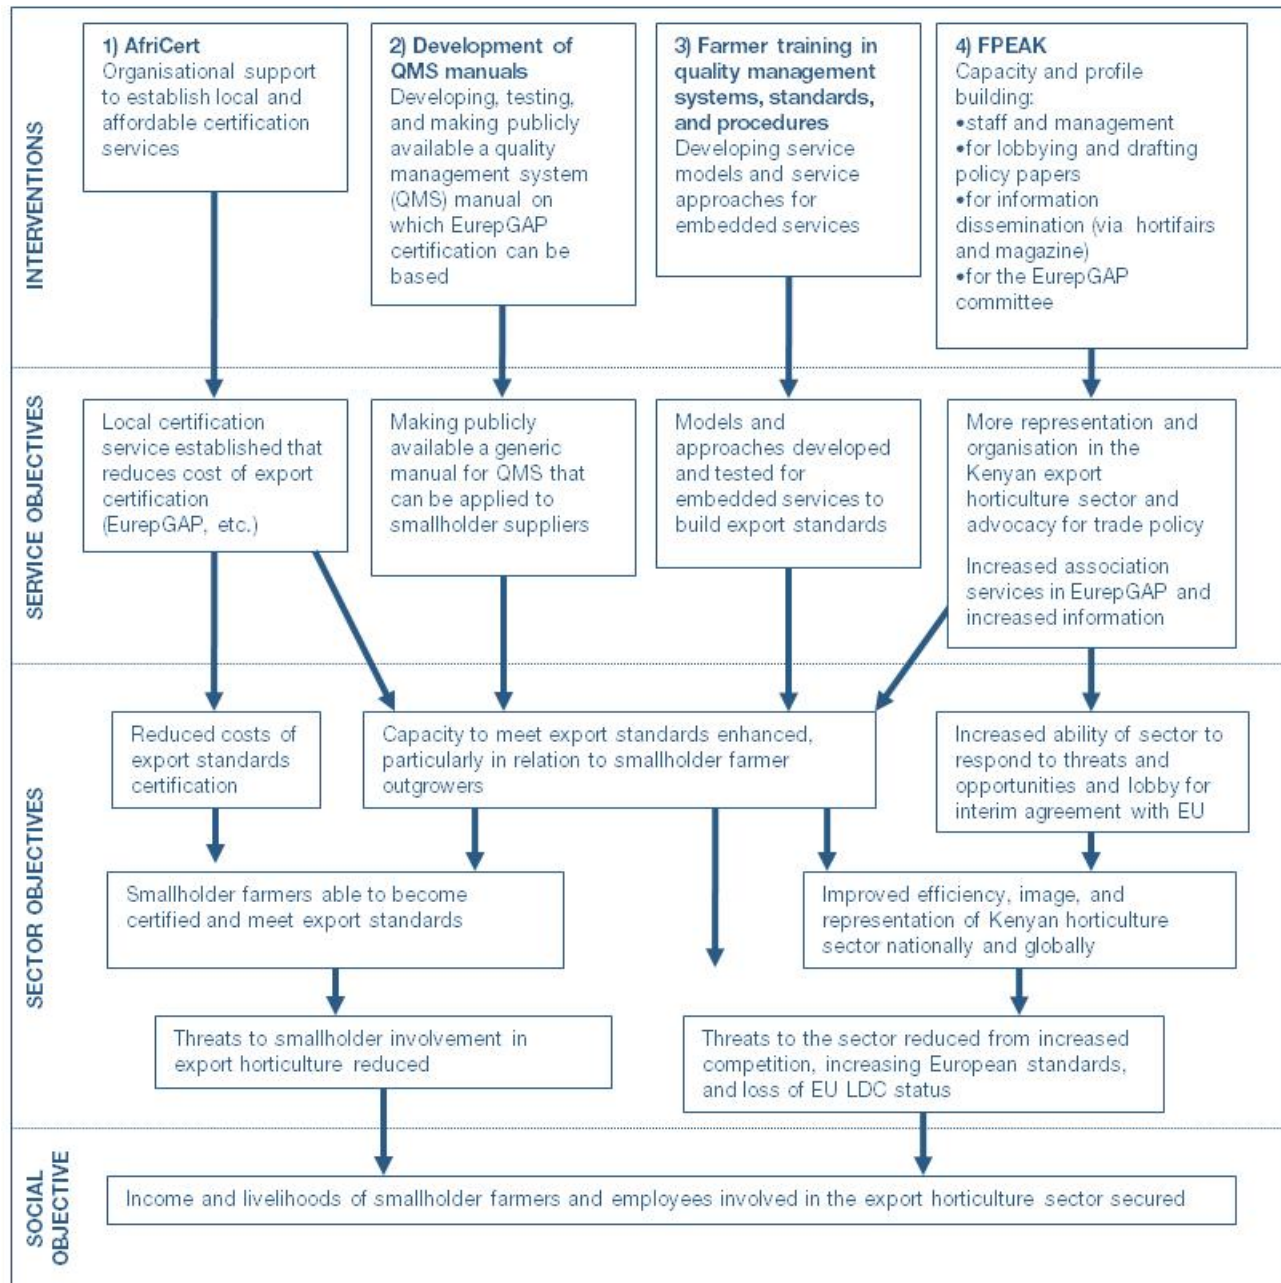 INTERVENTIONS
1) AfriCert
Organisational support
to establish local and
affordable certification
services
2) Development of
QMS manuals
Developing, testing,
and making publicly
available a quality
management system
(QMS) manual on
which EurepGAP
certification can be
based
3) Farmer training in
quality management
systems, standards,
and procedures
Developing service
models and service
approaches for
embedded services
4) FPEAK
Capacity and profile
building:
•staff and management
•for lobbying and drafting
policy papers
•for information
dissemination (via hortifairs
and magazine)
•for the EurepGAP
committee
SERVICE OBJECTIVES
Local certification
service established that
reduces cost of export
certification
(EurepGAP, etc.)
Making publicly
available a generic
manual for QMS that
can be applied to
smallholder suppliers
Models and
approaches developed
and tested for
embedded services to
build export standards
More representation and
organisation in the
Kenyan export
horticulture sector and
advocacy for trade policy
Increased association
services in EurepGAP and
increased information
SECTOR OBJECTIVES
Reduced costs of
export standards
certification
Capacity to meet export standards enhanced,
particularly in relation to smallholder farmer
outgrowers
Increased ability of sector to
respond to threats and
opportunities and lobby for
interim agreement with EU
Smallholder farmers able to become
certified and meet export standards
Improved efficiency, image, and
representation of Kenyan horticulture
sector nationally and globally
Threats to smallholder involvement in
export horticulture reduced
Threats to the sector reduced from increased
competition, increasing European standards,
and loss of EU LDC status
SOCIAL
OBJECTIVE
Income and livelihoods of smallholder farmers and employees involved in the export horticulture sector secured